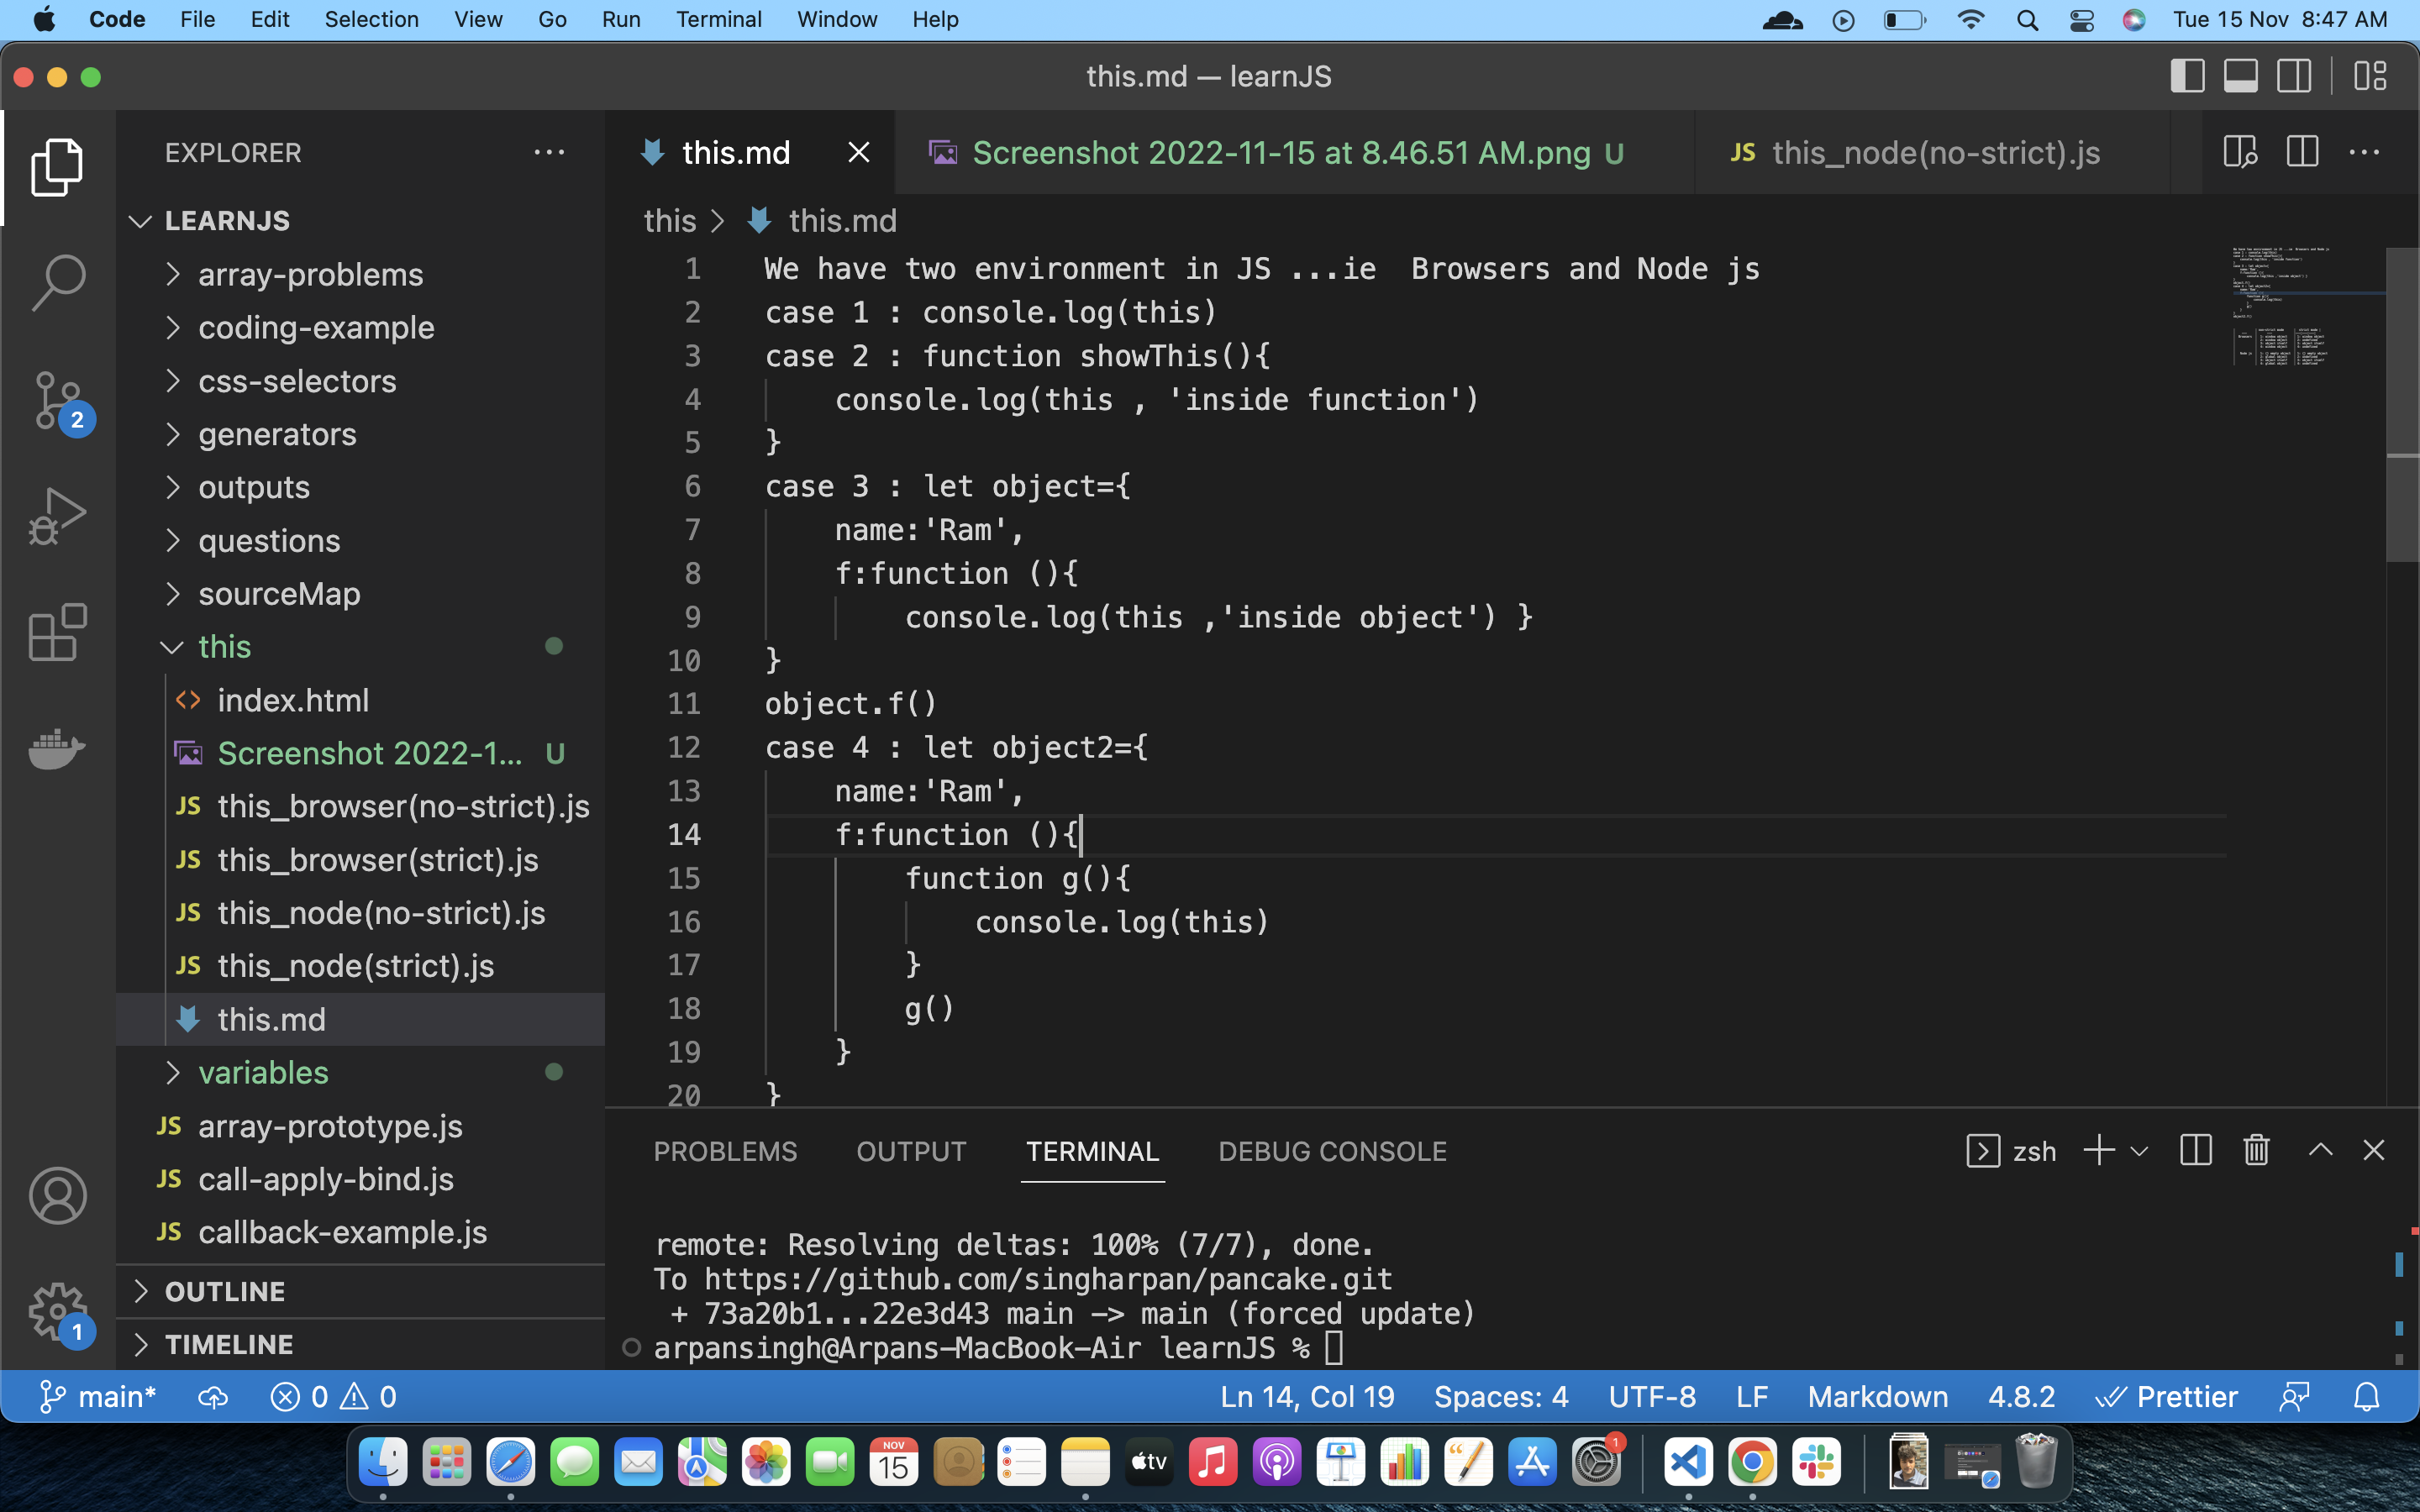 Code File Edit Selection View Go Run Terminal Window Help Tue 15 Nov 8:47 AM
this.md — learnJS
EXPLORER
LEARNJS
array-problems
coding-example
css-selectors
generators
outputs
questions
sourceMap
this
index.html
Screenshot 2022-1... U
this_browser(no-strict).js
this_browser(strict).js
this_node(no-strict).js
this_node(strict).js
this.md
variables
JS array-prototype.js
JS call-apply-bind.js
JS callback-example.js
OUTLINE
TIMELINE
2
1
this.md Screenshot 2022-11-15 at 8.46.51 AM.png U JS this_node(no-strict).js
this > this.md
1 We have two environment in JS ...ie  Browsers and Node js
2 case 1 : console.log(this)
3 case 2 : function showThis(){
4     console.log(this , 'inside function')
5 }
6 case 3 : let object={
7     name:'Ram',
8     f:function (){
9         console.log(this ,'inside object') }
10 }
11 object.f()
12 case 4 : let object2={
13     name:'Ram',
14     f:function (){
15         function g(){
16             console.log(this)
17         }
18         g()
19     }
20 }
PROBLEMS OUTPUT TERMINAL DEBUG CONSOLE zsh
remote: Resolving deltas: 100% (7/7), done.
To https://github.com/singharpan/pancake.git
 + 73a20b1...22e3d43 main -> main (forced update)
arpansingh@Arpans-MacBook-Air learnJS %
main* 0 0 Ln 14, Col 19 Spaces: 4 UTF-8 LF Markdown 4.8.2 Prettier
NOV
15
tv
1